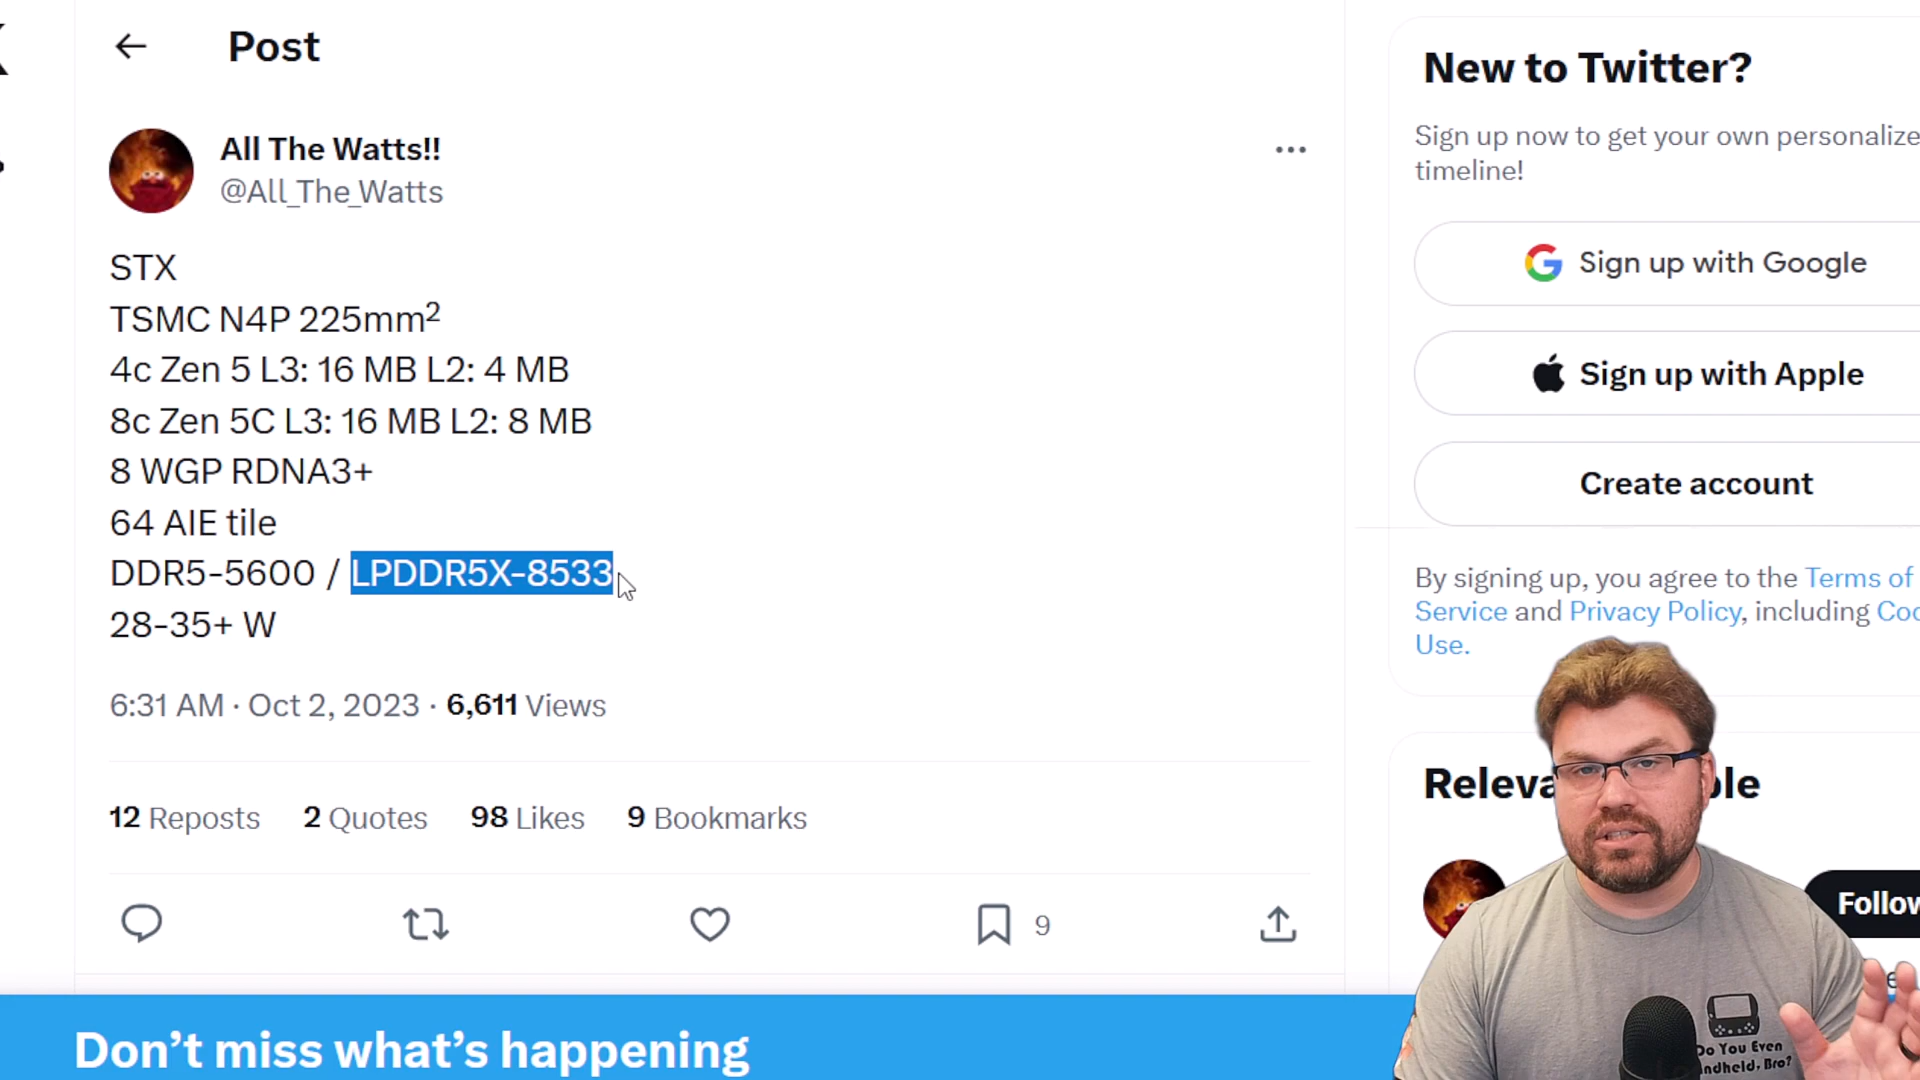 Post
All The Watts!!
@All_The_Watts
STX
TSMC N4P 225mm²
4c Zen 5 L3: 16 MB L2: 4 MB
8c Zen 5C L3: 16 MB L2: 8 MB
8 WGP RDNA3+
64 AIE tile
DDR5-5600 / LPDDR5X-8533
28-35+ W
6:31 AM · Oct 2, 2023 · 6,611 Views
12 Reposts 2 Quotes 98 Likes 9 Bookmarks
9
Don't miss what's happening
New to Twitter?
Sign up now to get your own personalize
timeline!
Sign up with Google
Sign up with Apple
Create account
By signing up, you agree to the Terms of
Service and Privacy Policy, including Coo
Use.
Follow
Do You Even
ndheld, Bro?